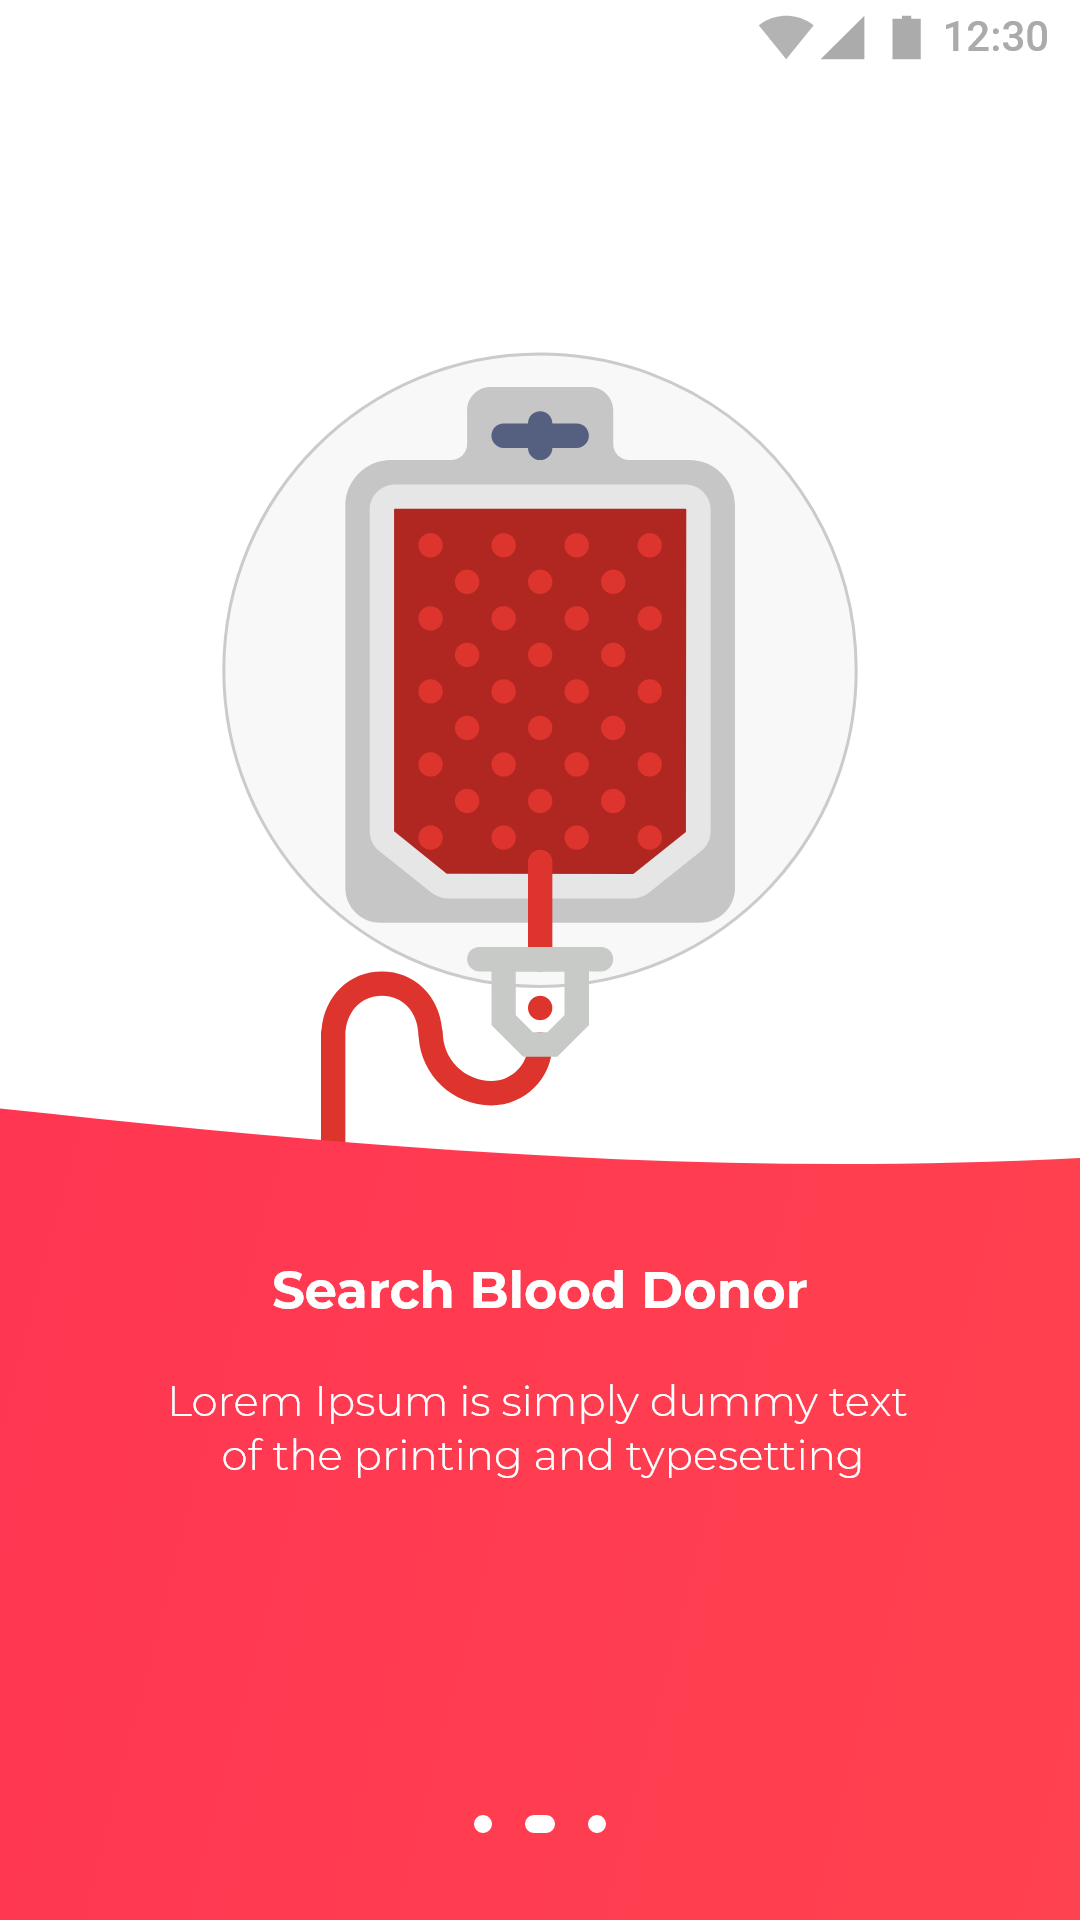 12:30
Search Blood Donor
Lorem Ipsum is simply dummy text
of the printing and typesetting